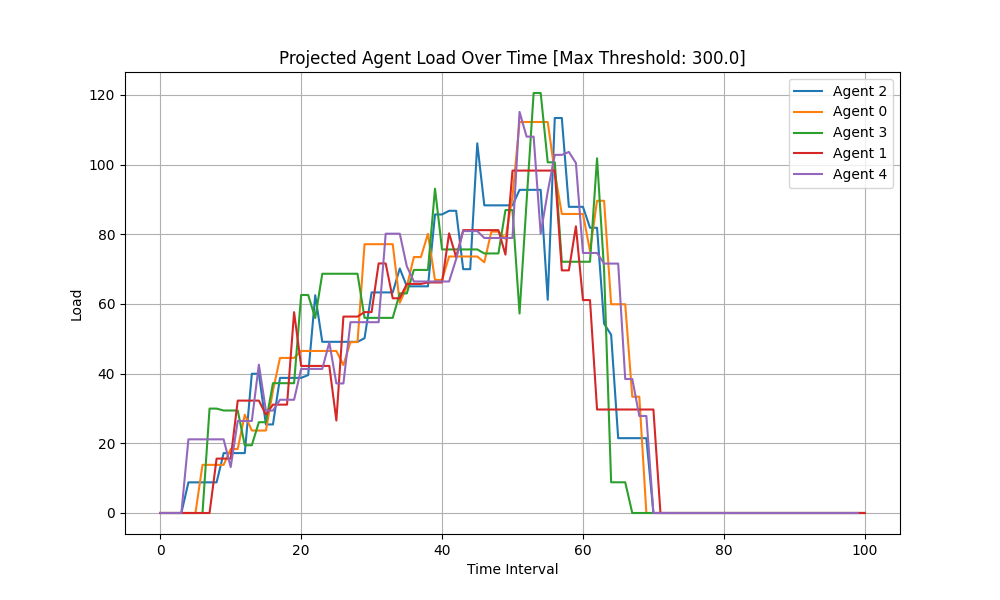 Projected Agent Load Over Time [Max Threshold: 300.0]
Agent 2
Agent 0
Agent 3
Agent 1
Agent 4
120
100
80
60
40
20
0
Load
0 20 40 60 80 100
Time Interval